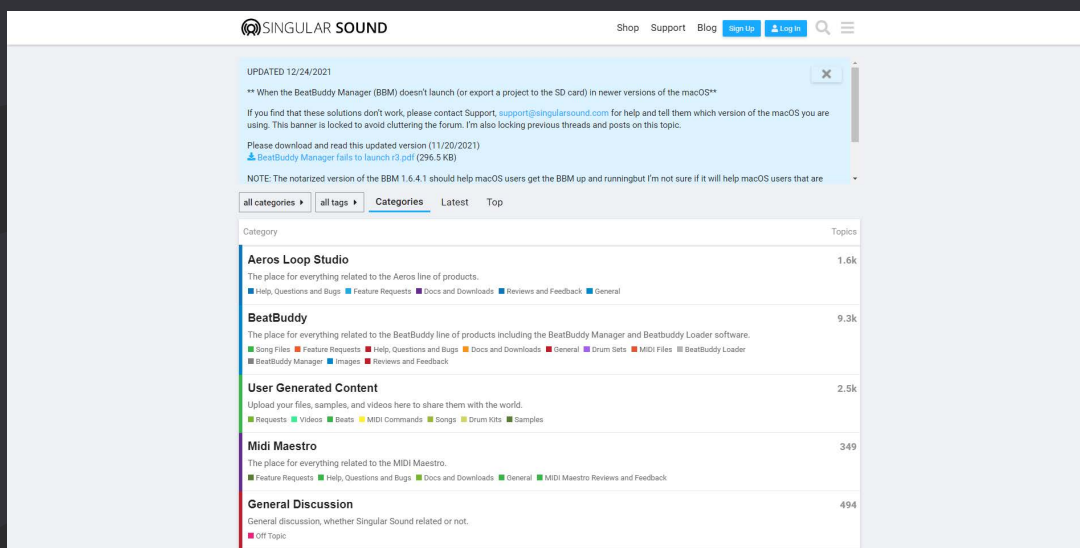 SINGULAR SOUND
Shop Support Blog Sign Up Log In
UPDATED 12/24/2021
** When the BeatBuddy Manager (BBM) doesn't launch (or export a project to the SD card) in newer versions of the macOS**
If you find that these solutions don't work, please contact Support, support@singularsound.com for help and tell them which version of the macOS you are
using. This banner is locked to avoid cluttering the forum. I'm also locking previous threads and posts on this topic.
Please download and read this updated version (11/20/2021)
BeatBuddy Manager fails to launch r3.pdf (296.5 KB)
NOTE: The notarized version of the BBM 1.6.4.1 should help macOS users get the BBM up and runningbut I'm not sure if it will help macOS users that are
all categories all tags Categories Latest Top
Category Topics
Aeros Loop Studio 1.6k
The place for everything related to the Aeros line of products.
Help, Questions and Bugs Feature Requests Docs and Downloads Reviews and Feedback General
BeatBuddy 9.3k
The place for everything related to the BeatBuddy line of products including the BeatBuddy Manager and Beatbuddy Loader software.
Song Files Feature Requests Help, Questions and Bugs Docs and Downloads General Drum Sets MIDI Files BeatBuddy Loader
BeatBuddy Manager Images Reviews and Feedback
User Generated Content 2.5k
Upload your files, samples, and videos here to share them with the world.
Requests Videos Beats MIDI Commands Songs Drum Kits Samples
Midi Maestro 349
The place for everything related to the MIDI Maestro.
Feature Requests Help, Questions and Bugs Docs and Downloads General MIDI Maestro Reviews and Feedback
General Discussion 494
General discussion, whether Singular Sound related or not.
Off Topic